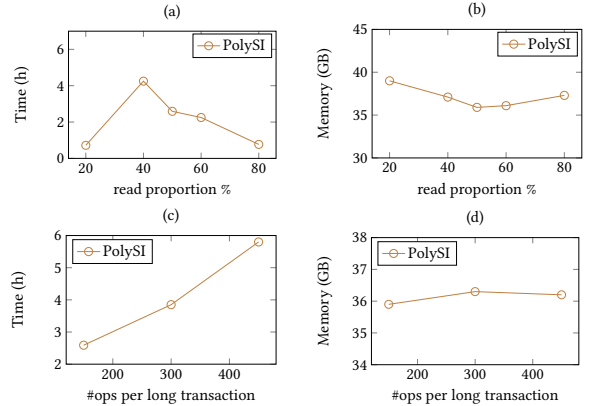 (a)
PolySI
6
4
2
0
Time (h)
20 40 60 80
read proportion %
(b)
PolySI
45
40
35
30
Memory (GB)
20 40 60 80
read proportion %
(c)
PolySI
6
5
4
3
2
Time (h)
200 300 400
#ops per long transaction
(d)
PolySI
38
37
36
35
34
Memory (GB)
200 300 400
#ops per long transaction